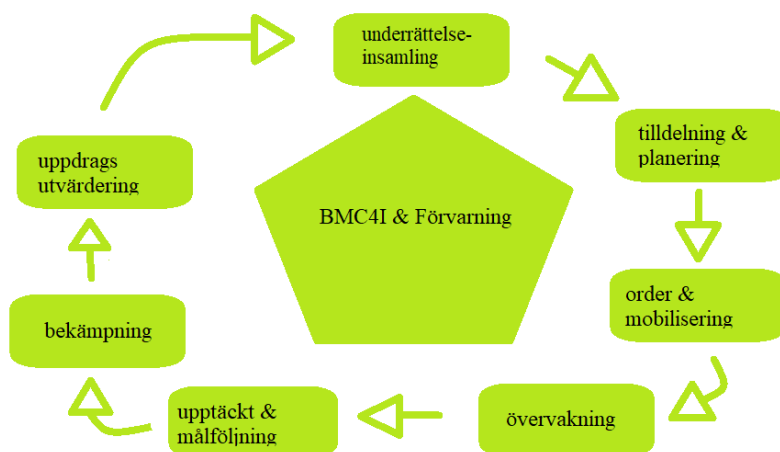 underrättelse-
insamling
tilldelning &
planering
order &
mobilisering
övervakning
upptäckt &
målföljning
bekämpning
uppdrags
utvärdering
BMC4I & Förvarning